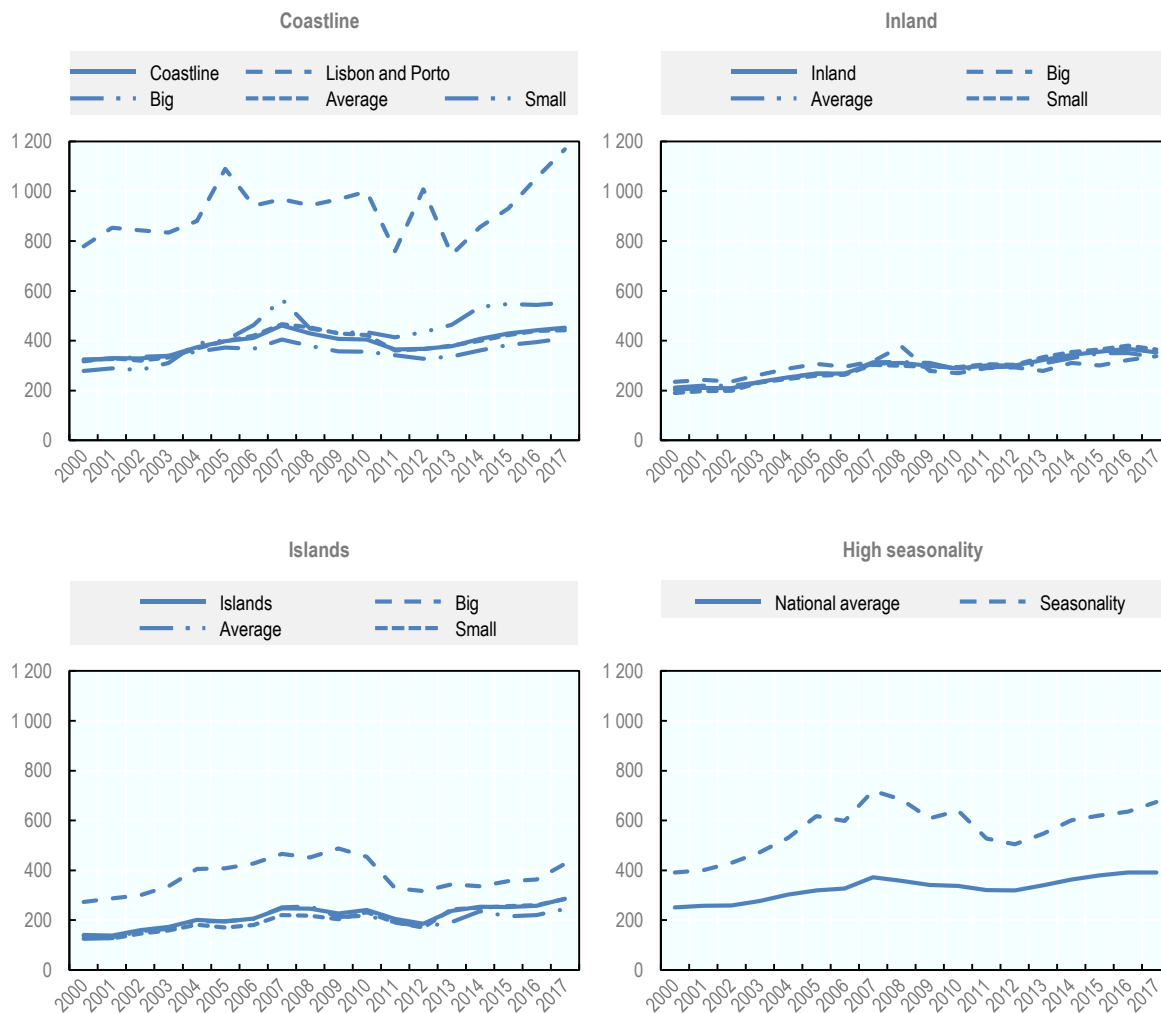 Coastline
Coastline Lisbon and Porto
Big Average Small
1 200
1 000
800
600
400
200
0
2000 2001 2002 2003 2004 2005 2006 2007 2008 2009 2010 2011 2012 2013 2014 2015 2016 2017
Inland
Inland Big
Average Small
1 200
1 000
800
600
400
200
0
2000 2001 2002 2003 2004 2005 2006 2007 2008 2009 2010 2011 2012 2013 2014 2015 2016 2017
Islands
Islands Big
Average Small
1 200
1 000
800
600
400
200
0
2000 2001 2002 2003 2004 2005 2006 2007 2008 2009 2010 2011 2012 2013 2014 2015 2016 2017
High seasonality
National average Seasonality
1 200
1 000
800
600
400
200
0
2000 2001 2002 2003 2004 2005 2006 2007 2008 2009 2010 2011 2012 2013 2014 2015 2016 2017